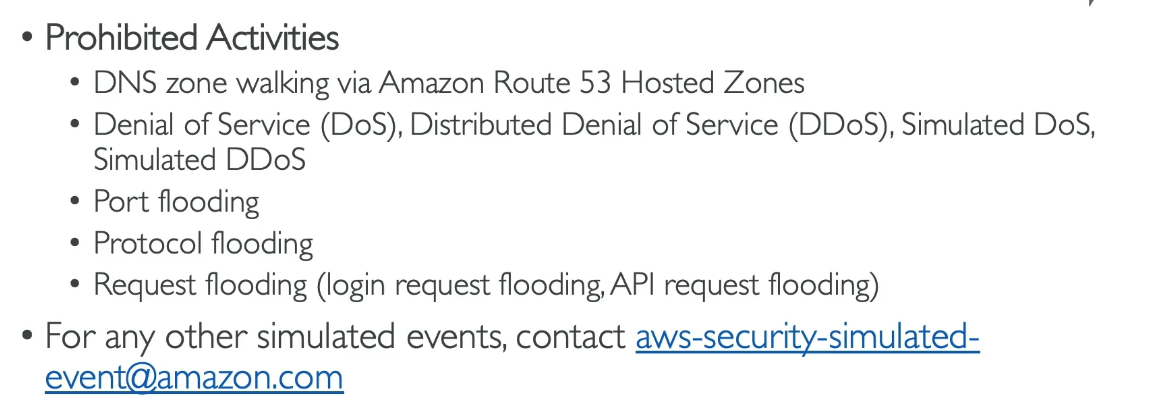 • Prohibited Activities
• DNS zone walking via Amazon Route 53 Hosted Zones
• Denial of Service (DoS), Distributed Denial of Service (DDoS), Simulated DoS,
Simulated DDoS
• Port flooding
• Protocol flooding
• Request flooding (login request flooding, API request flooding)
• For any other simulated events, contact aws-security-simulated-
event@amazon.com